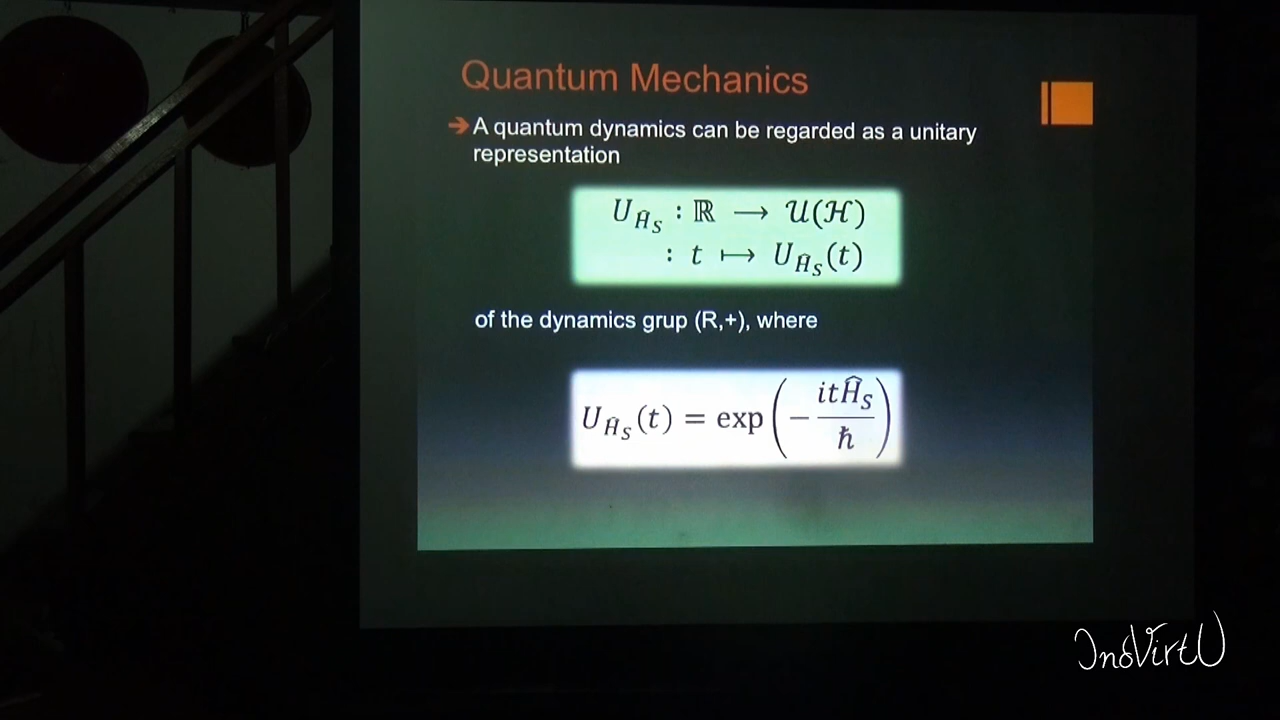 Quantum Mechanics
➔ A quantum dynamics can be regarded as a unitary
representation
U_{Ĥ_S} : ℝ ⟶ 𝒰(ℋ)
: t ⟼ U_{Ĥ_S}(t)
of the dynamics grup (R,+), where
U_{Ĥ_S}(t) = exp(−itĤ_S/ħ)
InoVirtU